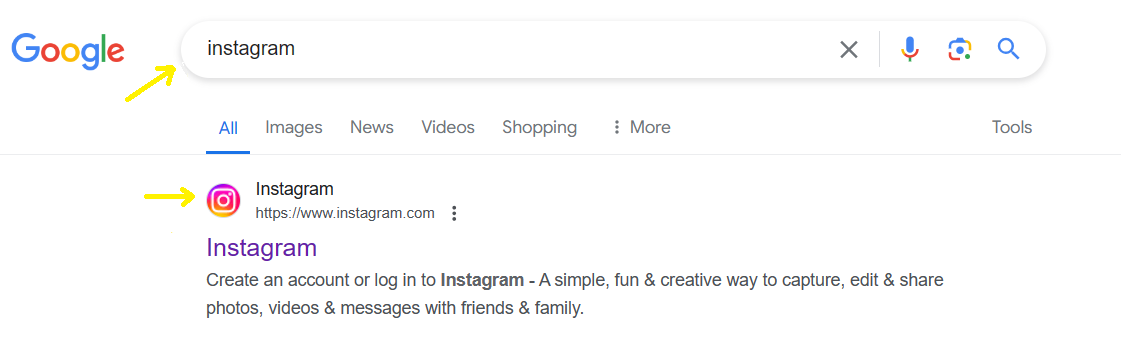 Google
instagram
All Images News Videos Shopping More Tools
Instagram
https://www.instagram.com
Instagram
Create an account or log in to Instagram - A simple, fun & creative way to capture, edit & share
photos, videos & messages with friends & family.